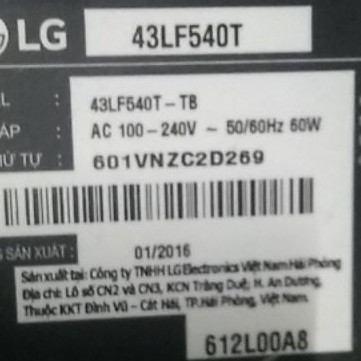 LG 43LF540T
L : 43LF540T-TB
ÁP : AC 100-240V ~ 50/60Hz 60W
Ứ TỰ : 601VNZC2D269
SẢN XUẤT : 01/2016
Sản xuất tại: Công ty TNHH LG Electronics Việt Nam Hải Phòng
Địa chỉ: Lô số CN2 và CN3, KCN Tràng Duệ, H. An Dương,
Thuộc KKT Đình Vũ - Cát Hải, TP.Hải Phòng, Việt Nam.
612L00A8